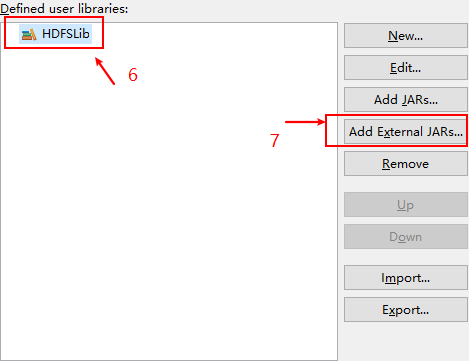 Defined user libraries:
HDFSLib
6
7
New...
Edit...
Add JARs...
Add External JARs...
Remove
Up
Down
Import...
Export...